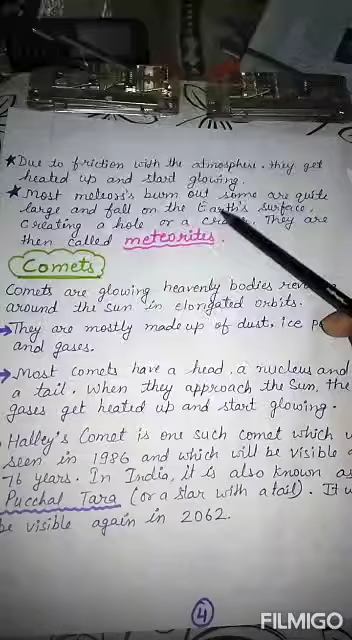 ★ Due to friction with the atmosphere. they get
heated up and start glowing.
★ Most meteors's burn out some are quite
large and fall on the Earth's surface,
creating a hole or a They are
then called meteorites.
Comets
Comets are glowing heavenly bodies
around the sun in elongated orbits.
→ They are mostly made up of dust, ice
and gases.
→ Most comets have a head, a nucleus and
a tail. When they approach the Sun, the
gases get heated up and start glowing.
Halley's Comet is one such comet which
seen in 1986 and which will be visible
76 years. In India, it is also known as
Pucchal Tara (or a star with a tail). It
be visible again in 2062.
4
FILMIGO